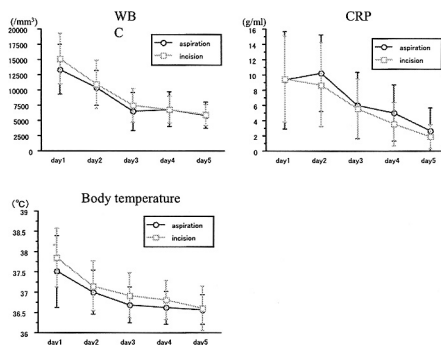 (/mm³) WB
C
20000
17500
15000
12500
10000
7500
5000
2500
0
aspiration
incision
day1 day2 day3 day4 day5
(g/ml) CRP
16
14
12
10
8
6
4
2
0
aspiration
incision
day1 day2 day3 day4 day5
Body temperature
(℃)
39
38.5
38
37.5
37
36.5
36
aspiration
incision
day1 day2 day3 day4 day5